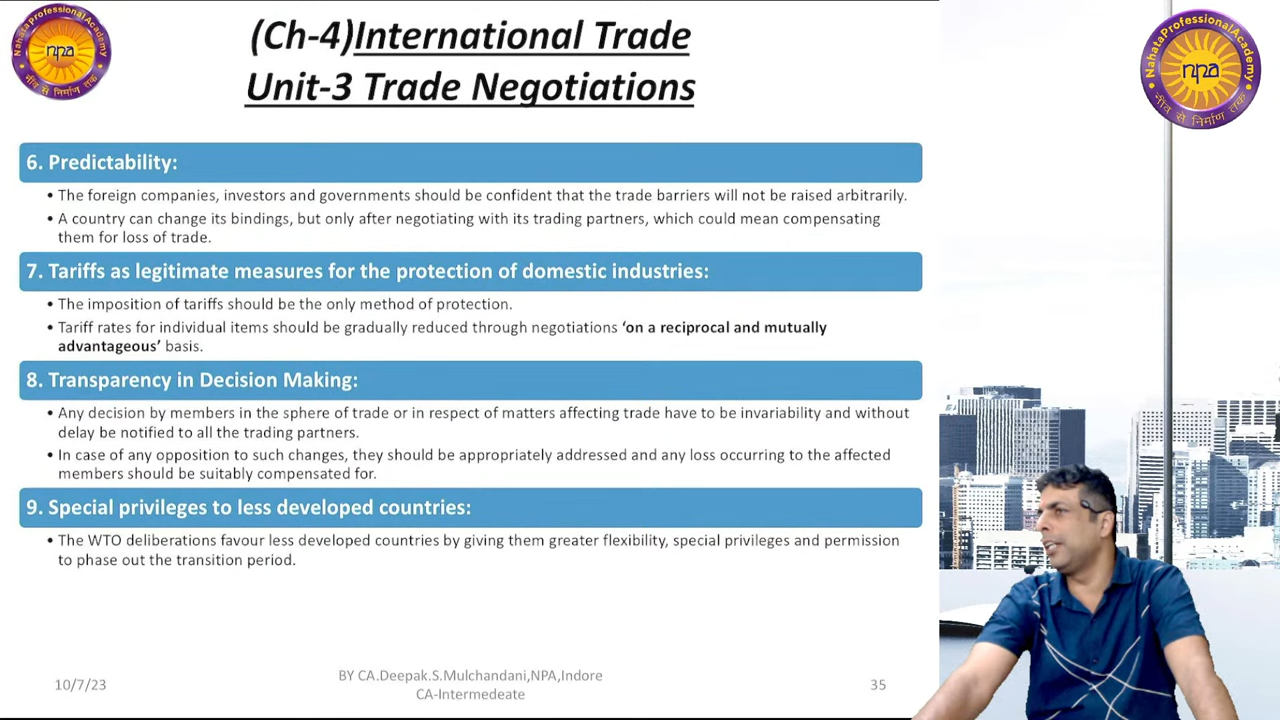 NahataProfessionalAcademy
npa
नींव से निर्माण तक
(Ch-4)International Trade
Unit-3 Trade Negotiations
NahataProfessionalAcademy
npa
नींव से निर्माण तक
6. Predictability:
• The foreign companies, investors and governments should be confident that the trade barriers will not be raised arbitrarily.
• A country can change its bindings, but only after negotiating with its trading partners, which could mean compensating
them for loss of trade.
7. Tariffs as legitimate measures for the protection of domestic industries:
• The imposition of tariffs should be the only method of protection.
• Tariff rates for individual items should be gradually reduced through negotiations ‘on a reciprocal and mutually
advantageous’ basis.
8. Transparency in Decision Making:
• Any decision by members in the sphere of trade or in respect of matters affecting trade have to be invariability and without
delay be notified to all the trading partners.
• In case of any opposition to such changes, they should be appropriately addressed and any loss occurring to the affected
members should be suitably compensated for.
9. Special privileges to less developed countries:
• The WTO deliberations favour less developed countries by giving them greater flexibility, special privileges and permission
to phase out the transition period.
10/7/23
BY CA.Deepak.S.Mulchandani,NPA,Indore
CA-Intermedeate
35